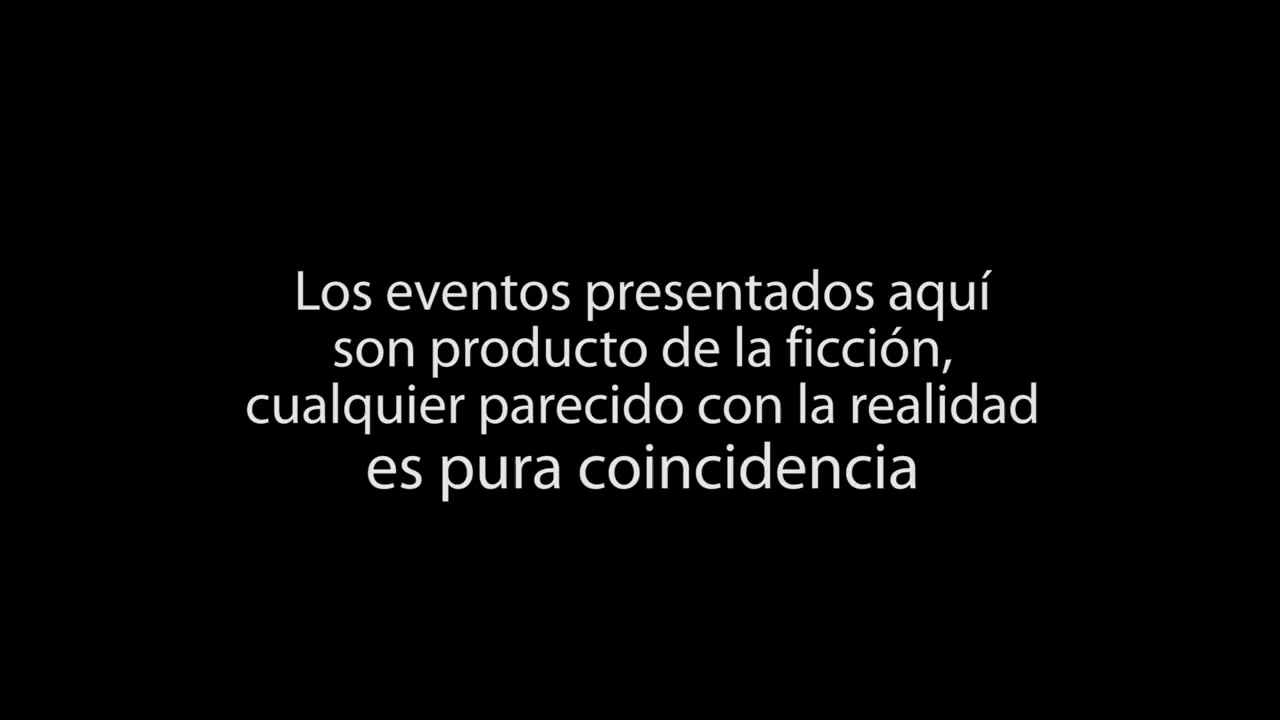 Los eventos presentados aquí
son producto de la ficción,
cualquier parecido con la realidad
es pura coincidencia